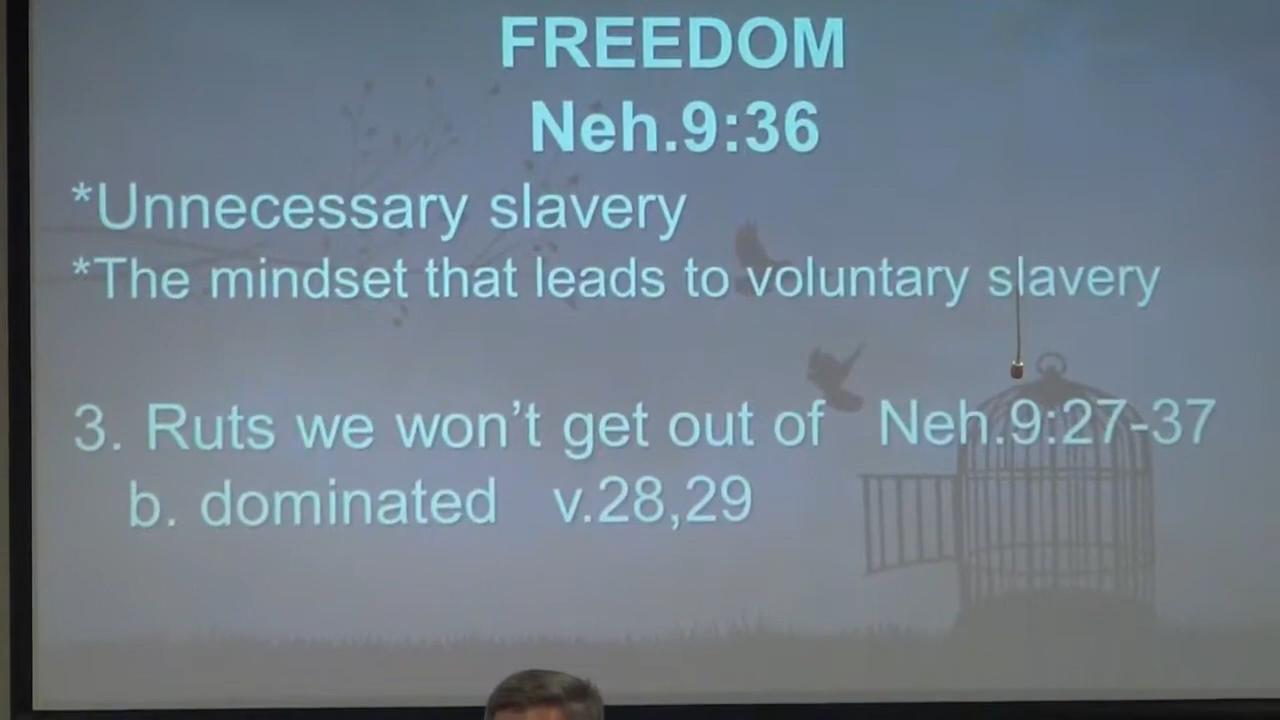 FREEDOM
Neh.9:36
*Unnecessary slavery
*The mindset that leads to voluntary slavery
3. Ruts we won't get out of Neh.9:27-37
b. dominated v.28,29